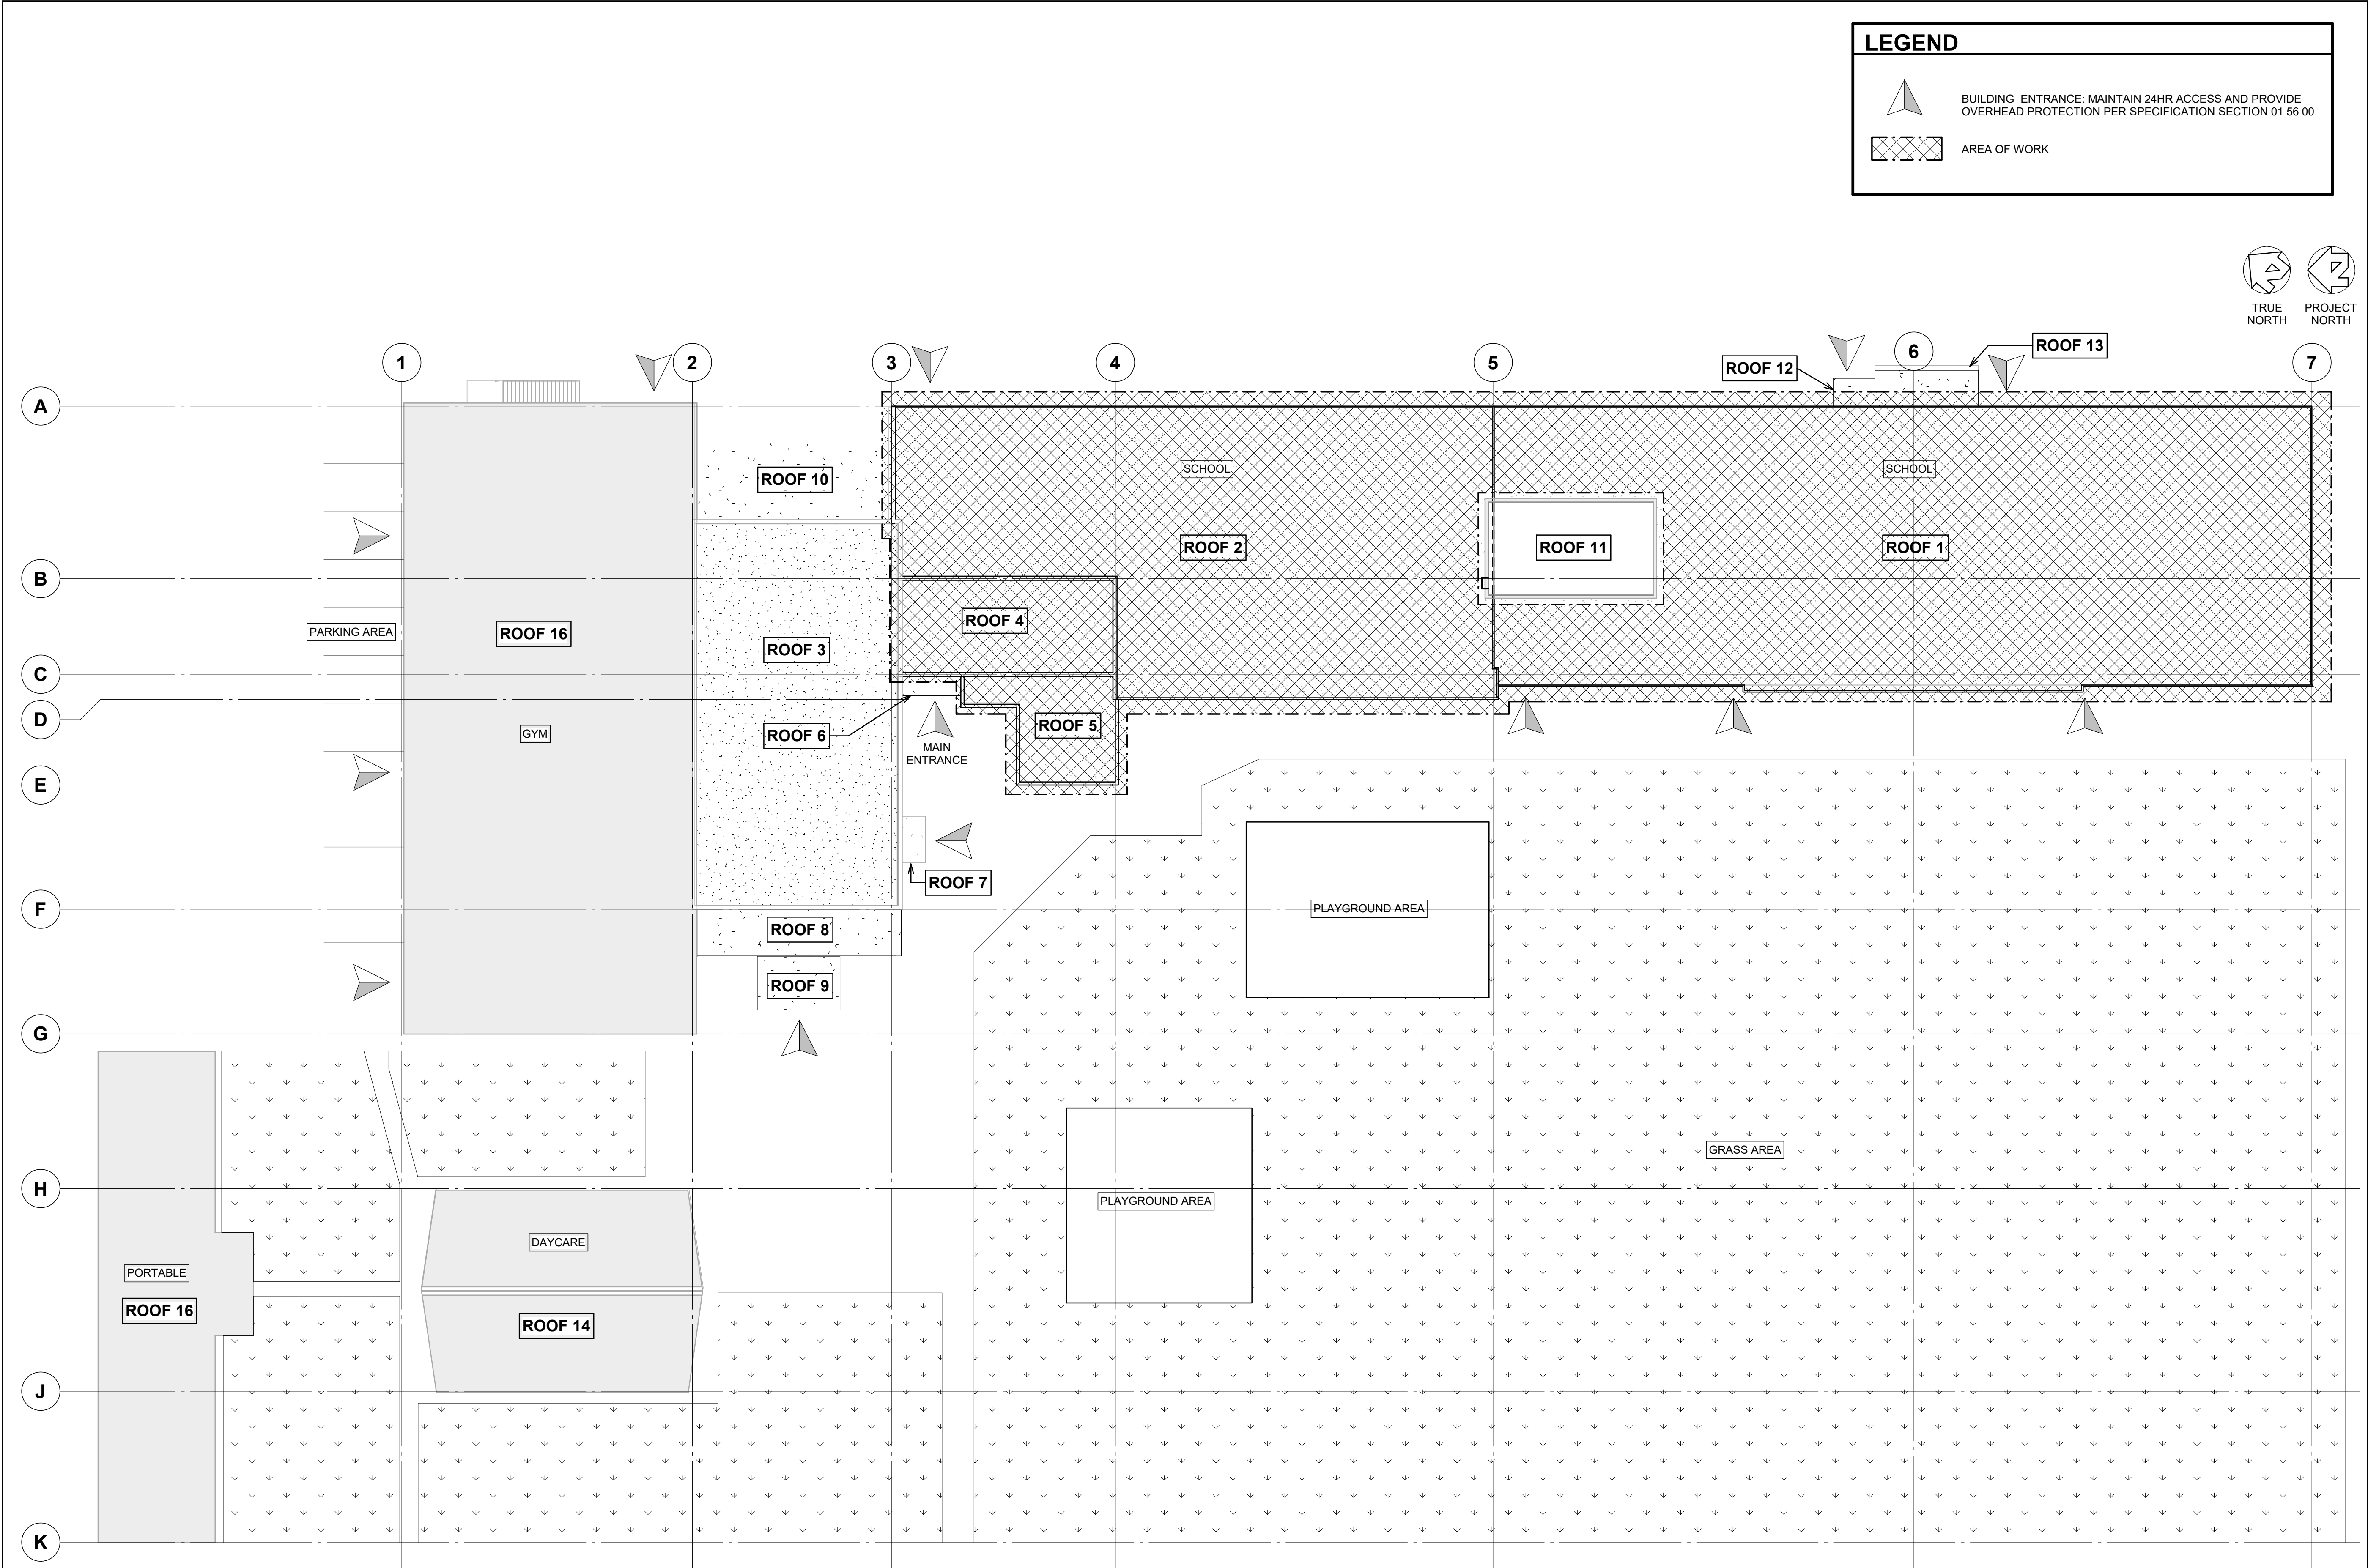 LEGEND
BUILDING ENTRANCE: MAINTAIN 24HR ACCESS AND PROVIDE
OVERHEAD PROTECTION PER SPECIFICATION SECTION 01 56 00
AREA OF WORK
TRUE
NORTH
PROJECT
NORTH
1
2
3
4
5
6
7
ROOF 12
ROOF 13
A
SCHOOL
SCHOOL
ROOF 10
ROOF 2
ROOF 11
ROOF 1
B
ROOF 4
PARKING AREA
ROOF 16
ROOF 3
C
D
ROOF 5
GYM
ROOF 6
MAIN
ENTRANCE
E
ROOF 7
F
PLAYGROUND AREA
ROOF 8
ROOF 9
G
GRASS AREA
H
PLAYGROUND AREA
DAYCARE
PORTABLE
ROOF 16
ROOF 14
J
K